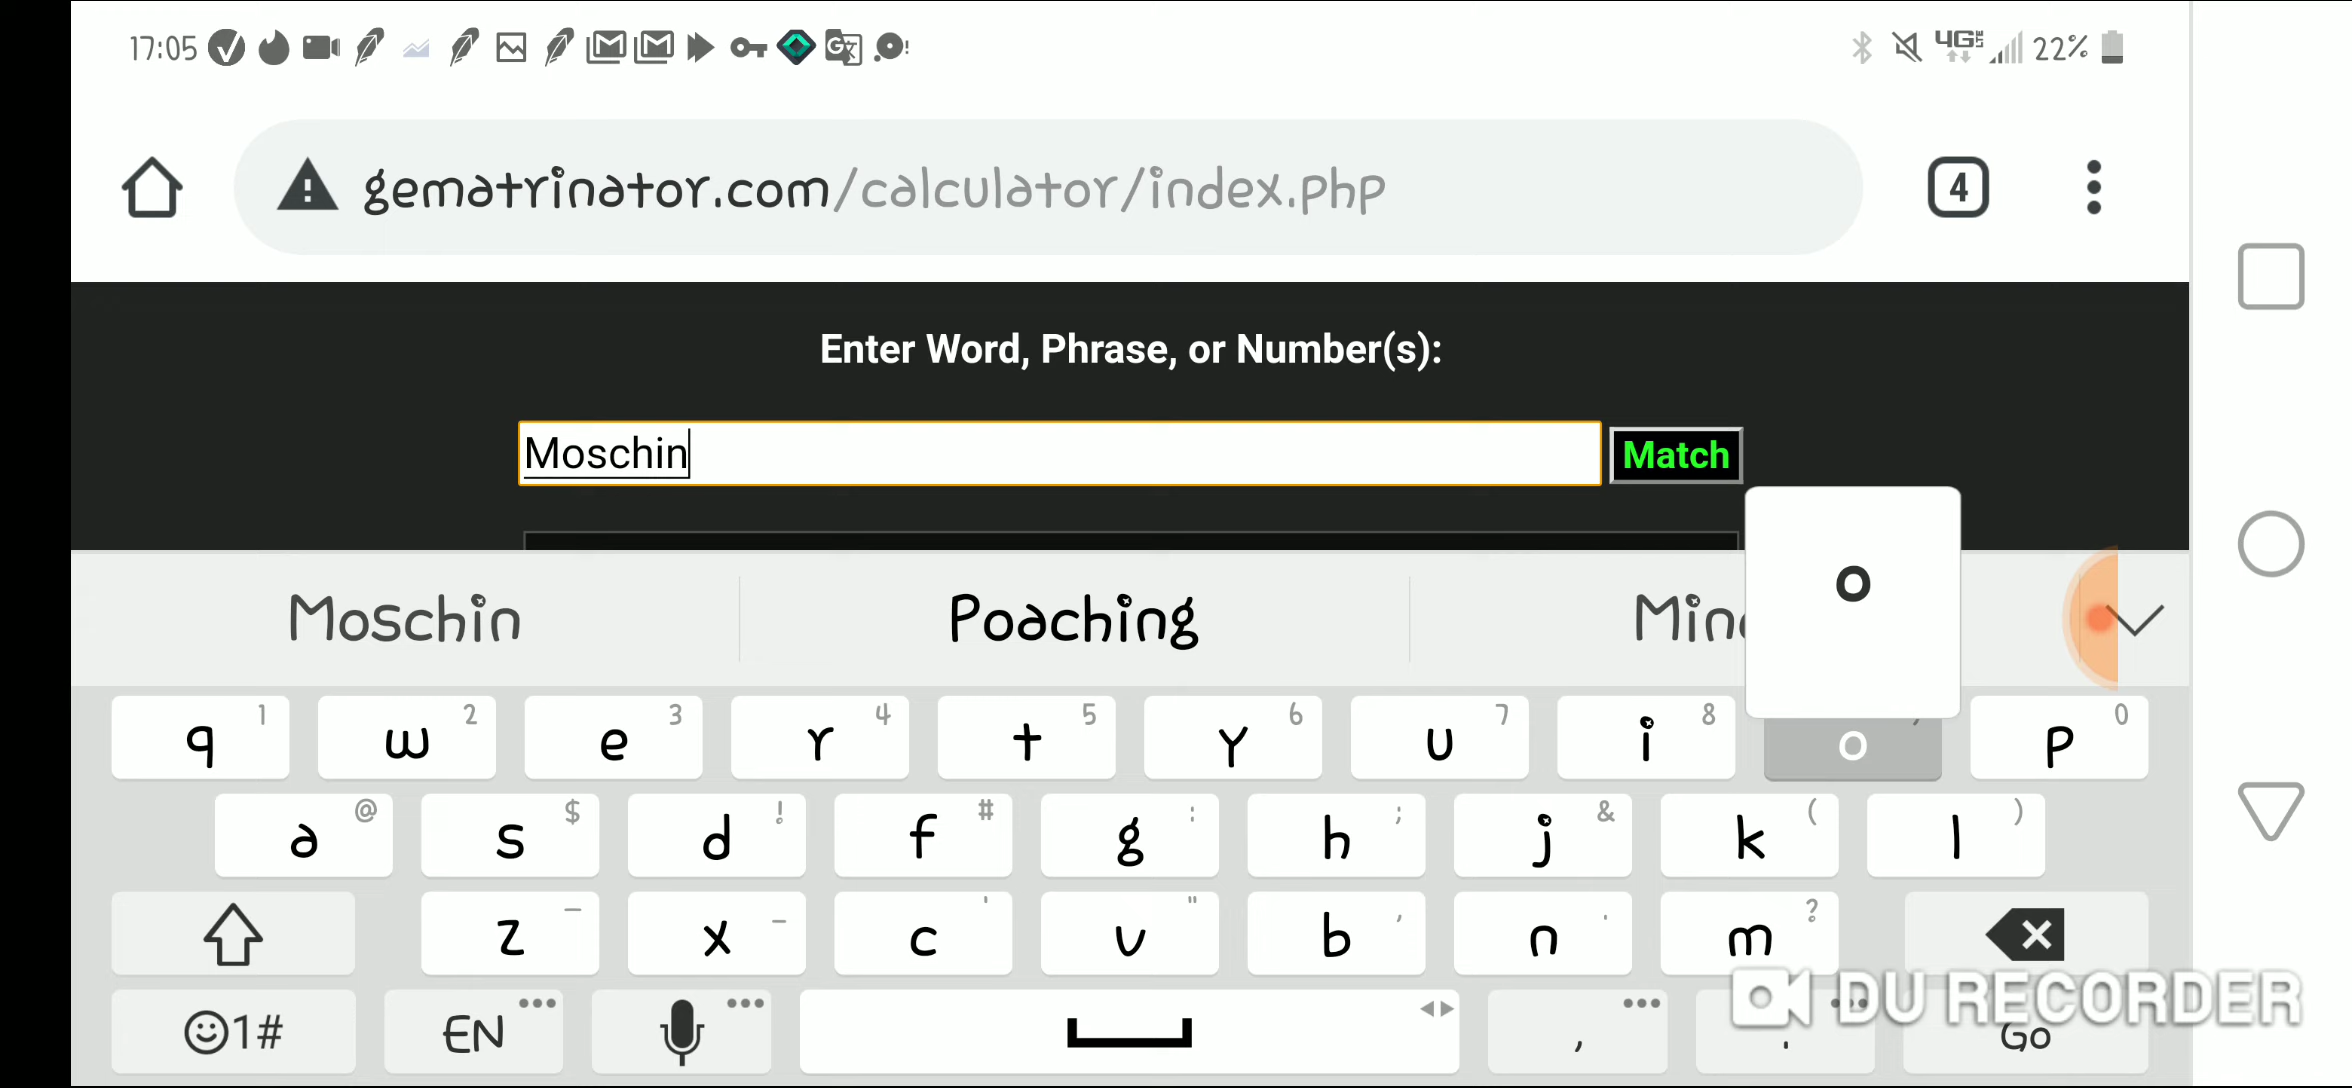 17:05 4G LTE 22%
gematrinator.com/calculator/index.php 4
Enter Word, Phrase, or Number(s):
Moschin Match
o
Moschin Poaching
q 1 w 2 e 3 r 4 t 5 y 6 u 7 i 8 o p 0
a @ s $ d ! f # g : h ; j & k ( l )
z — x - c ' v " b , n . m ?
DU RECORDER
1# EN , . Go